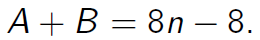 A + B = 8n − 8.